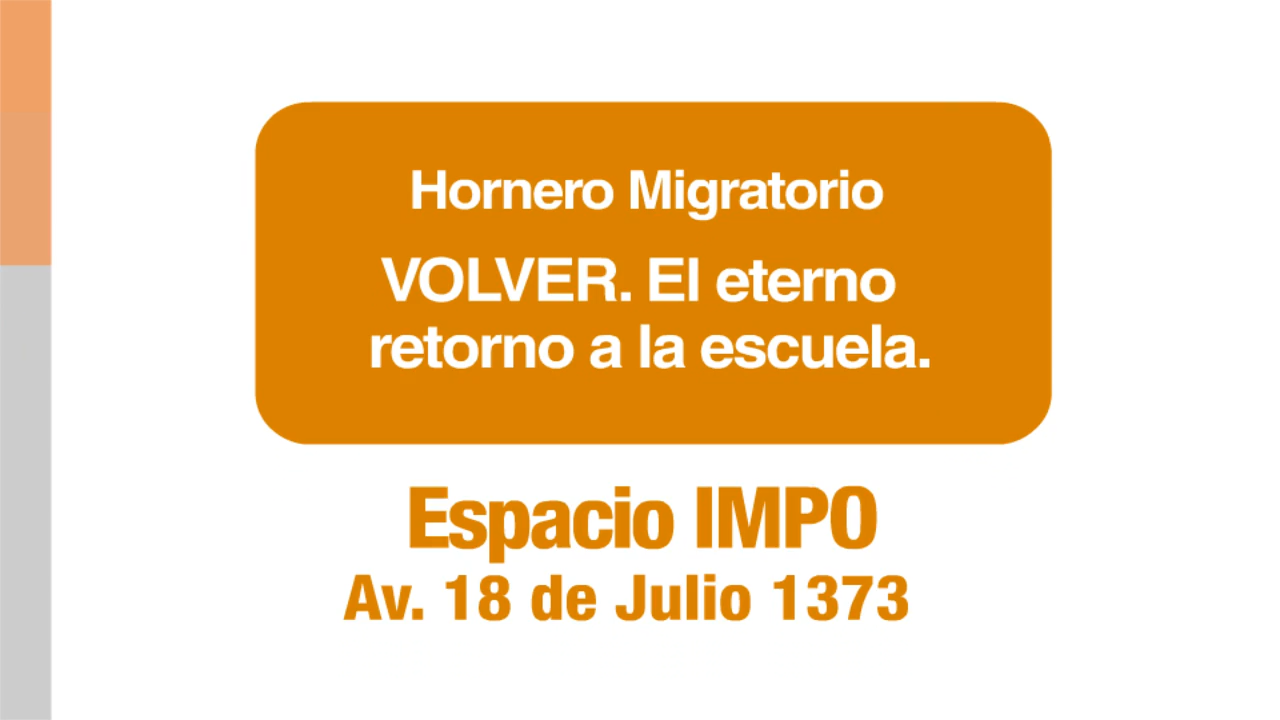 Hornero Migratorio
VOLVER. El eterno
retorno a la escuela.
Espacio IMPO
Av. 18 de Julio 1373